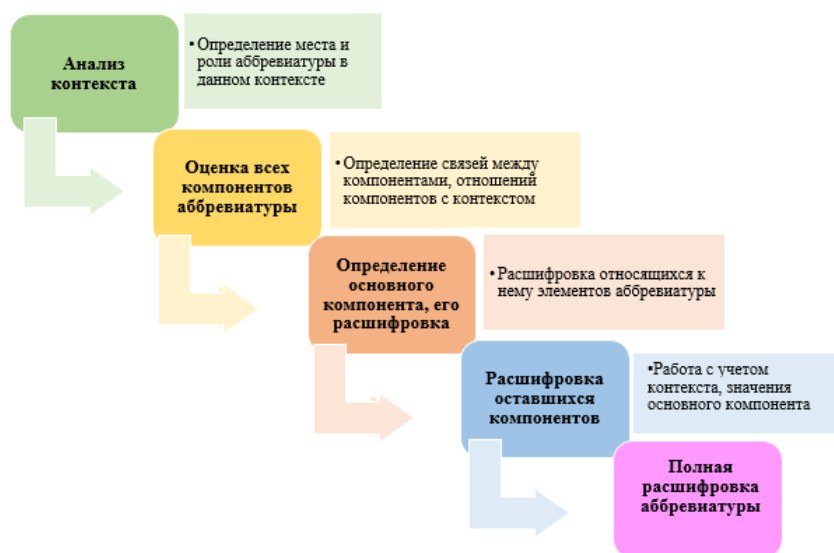 Анализ
контекста
• Определение места и
роли аббревиатуры в
данном контексте
Оценка всех
компонентов
аббревиатуры
• Определение связей между
компонентами, отношений
компонентов с контекстом
Определение
основного
компонента, его
расшифровка
• Расшифровка относящихся к
нему элементов аббревиатуры
Расшифровка
оставшихся
компонентов
•Работа с учетом
контекста, значения
основного компонента
Полная
расшифровка
аббревиатуры